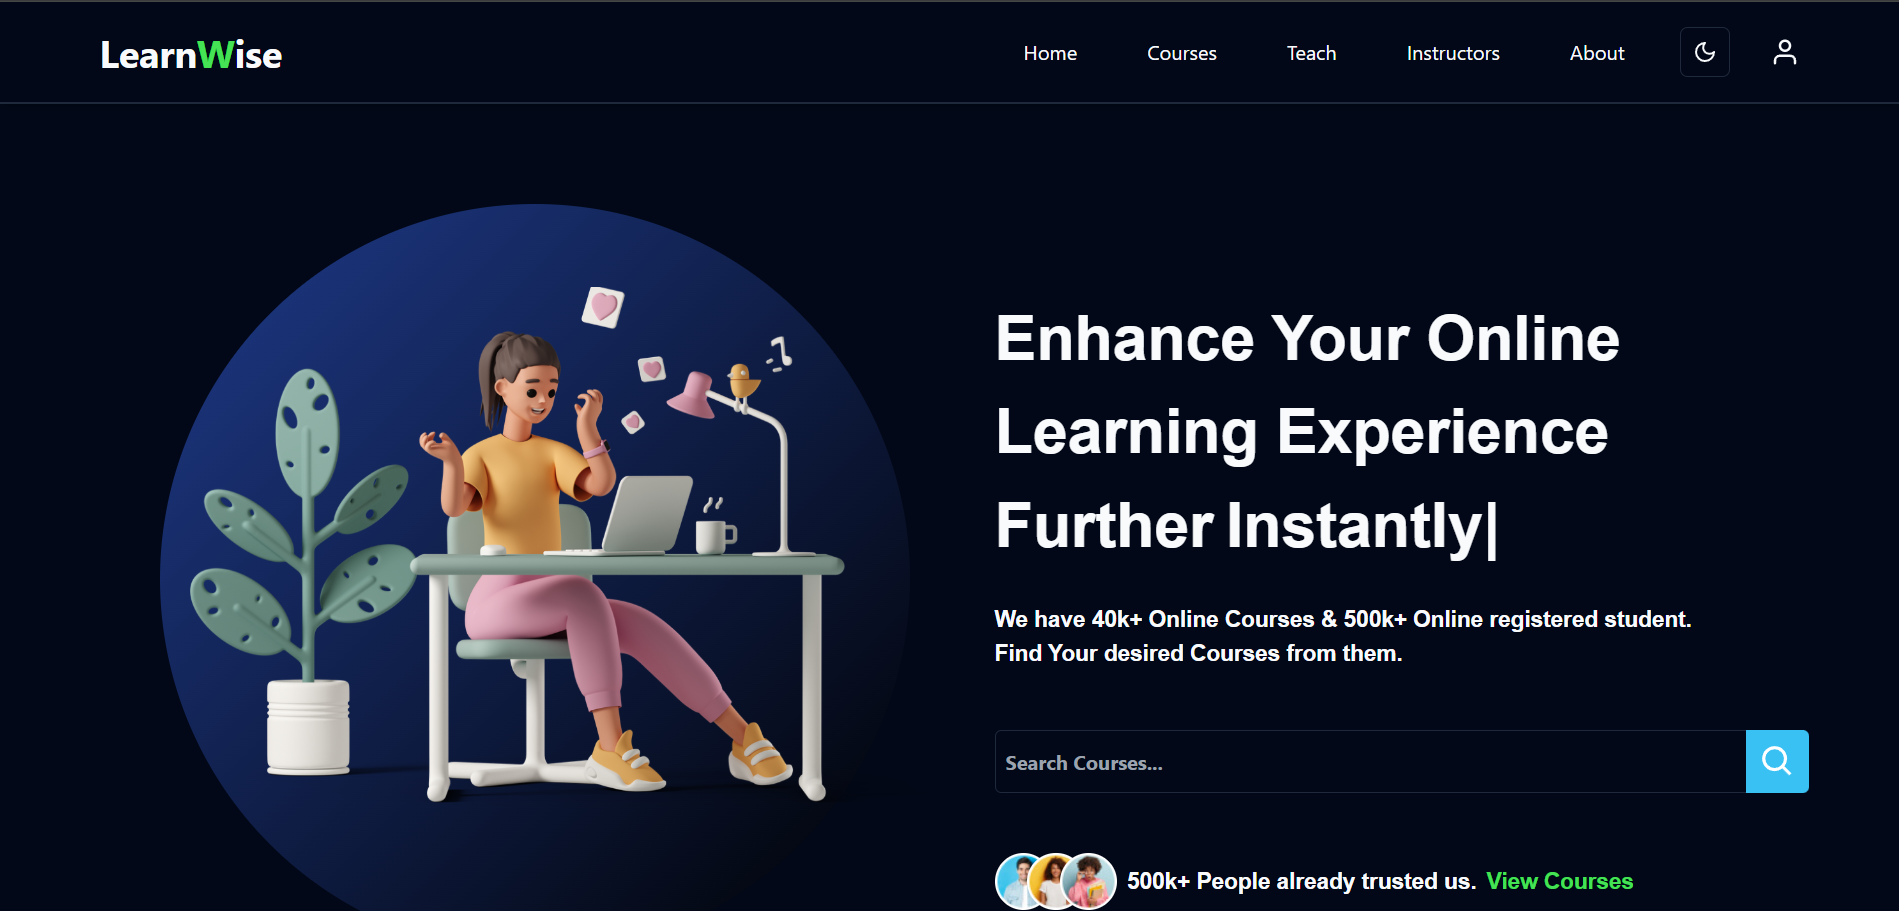 LearnWise
Home
Courses
Teach
Instructors
About
Enhance Your Online
Learning Experience
Further Instantly|
We have 40k+ Online Courses & 500k+ Online registered student.
Find Your desired Courses from them.
Search Courses...
500k+ People already trusted us. View Courses